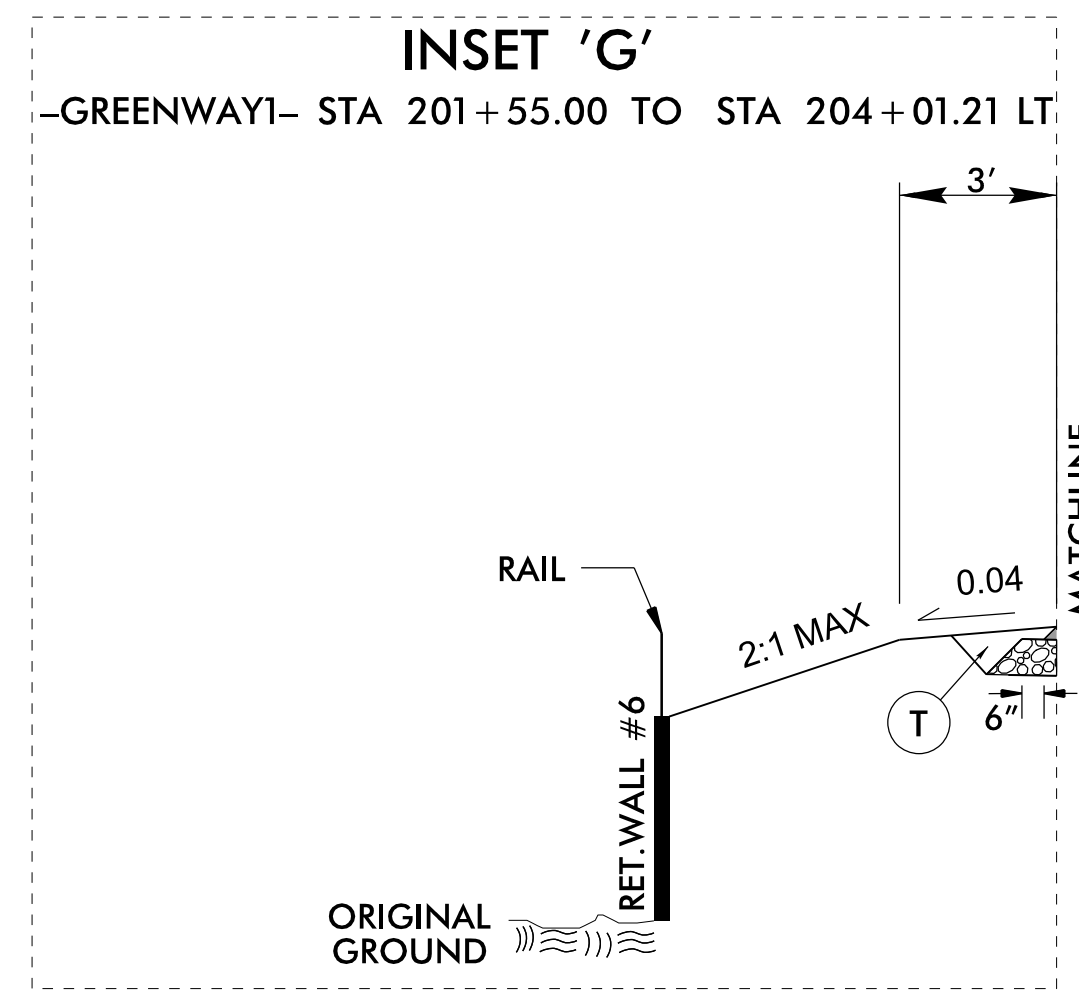 INSET 'G'
–GREENWAY1– STA 201+55.00 TO STA 204+01.21 LT
3'
MATCHLINE
RAIL
0.04
2:1 MAX
T
6"
RET. WALL #6
ORIGINAL
GROUND